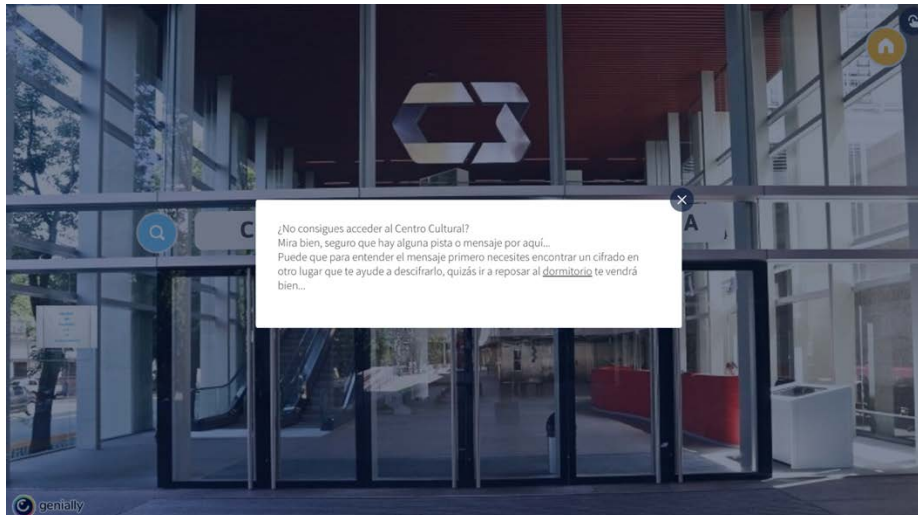 C
A
¿No consigues acceder al Centro Cultural?
Mira bien, seguro que hay alguna pista o mensaje por aquí...
Puede que para entender el mensaje primero necesites encontrar un cifrado en
otro lugar que te ayude a descifrarlo, quizás ir a reposar al dormitorio te vendrá
bien...
genially